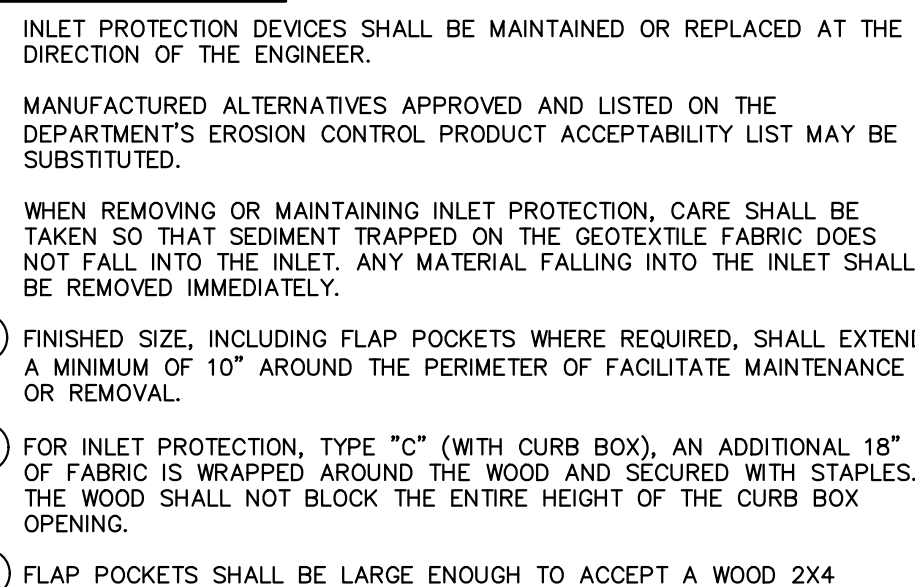 INLET PROTECTION DEVICES SHALL BE MAINTAINED OR REPLACED AT THE
DIRECTION OF THE ENGINEER.
MANUFACTURED ALTERNATIVES APPROVED AND LISTED ON THE
DEPARTMENT'S EROSION CONTROL PRODUCT ACCEPTABILITY LIST MAY BE
SUBSTITUTED.
WHEN REMOVING OR MAINTAINING INLET PROTECTION, CARE SHALL BE
TAKEN SO THAT SEDIMENT TRAPPED ON THE GEOTEXTILE FABRIC DOES
NOT FALL INTO THE INLET. ANY MATERIAL FALLING INTO THE INLET SHALL
BE REMOVED IMMEDIATELY.
FINISHED SIZE, INCLUDING FLAP POCKETS WHERE REQUIRED, SHALL EXTEND
A MINIMUM OF 10" AROUND THE PERIMETER OF FACILITATE MAINTENANCE
OR REMOVAL.
FOR INLET PROTECTION, TYPE "C" (WITH CURB BOX), AN ADDITIONAL 18"
OF FABRIC IS WRAPPED AROUND THE WOOD AND SECURED WITH STAPLES.
THE WOOD SHALL NOT BLOCK THE ENTIRE HEIGHT OF THE CURB BOX
OPENING.
FLAP POCKETS SHALL BE LARGE ENOUGH TO ACCEPT A WOOD 2X4